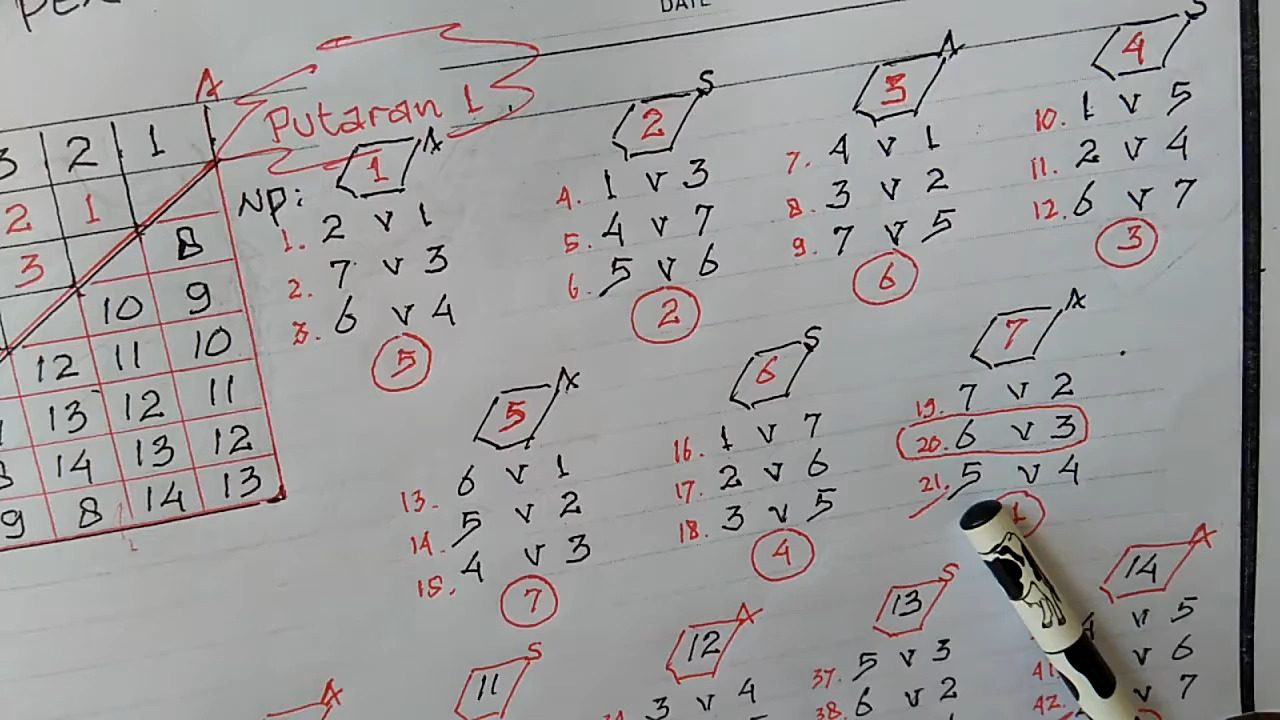 DATE
A
Putaran 1
3 2 1
2 1
3 8
10 9
12 11 10
13 12 11
14 13 12
9 8 14 13
NP:
1 A
1. 2 v 1
2. 7 v 3
3. 6 v 4
5
2 S
4. 1 v 3
5. 4 v 7
6. 5 v 6
2
3 A
7. 4 v 1
8. 3 v 2
9. 7 v 5
6
4 S
10. 1 v 5
11. 2 v 4
12. 6 v 7
3
5 A
13. 6 v 1
14. 5 v 2
15. 4 v 3
7
6 S
16. 1 v 7
17. 2 v 6
18. 3 v 5
4
7 A
19. 7 v 2
20. 6 v 3
21. 5 v 4
1
A
11 S
12 A
3 v 4
13 S
37. 5 v 3
38. 6 v 2
14 A
v 5
41. v 6
42. v 7